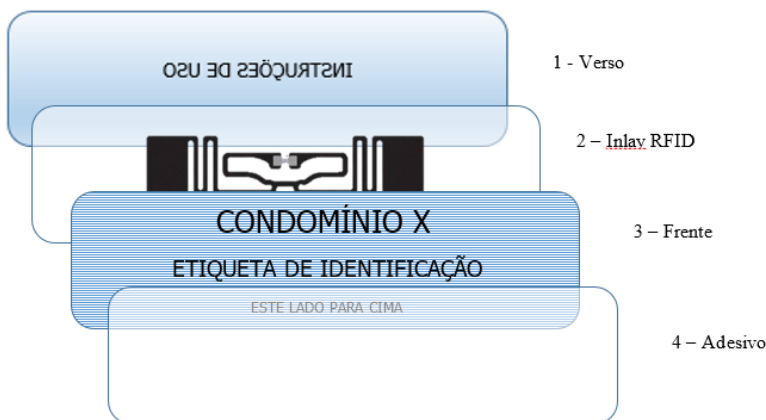 INSTRUÇÕES DE USO
1 - Verso
2 – Inlay RFID
CONDOMÍNIO X
3 – Frente
ETIQUETA DE IDENTIFICAÇÃO
ESTE LADO PARA CIMA
4 – Adesivo